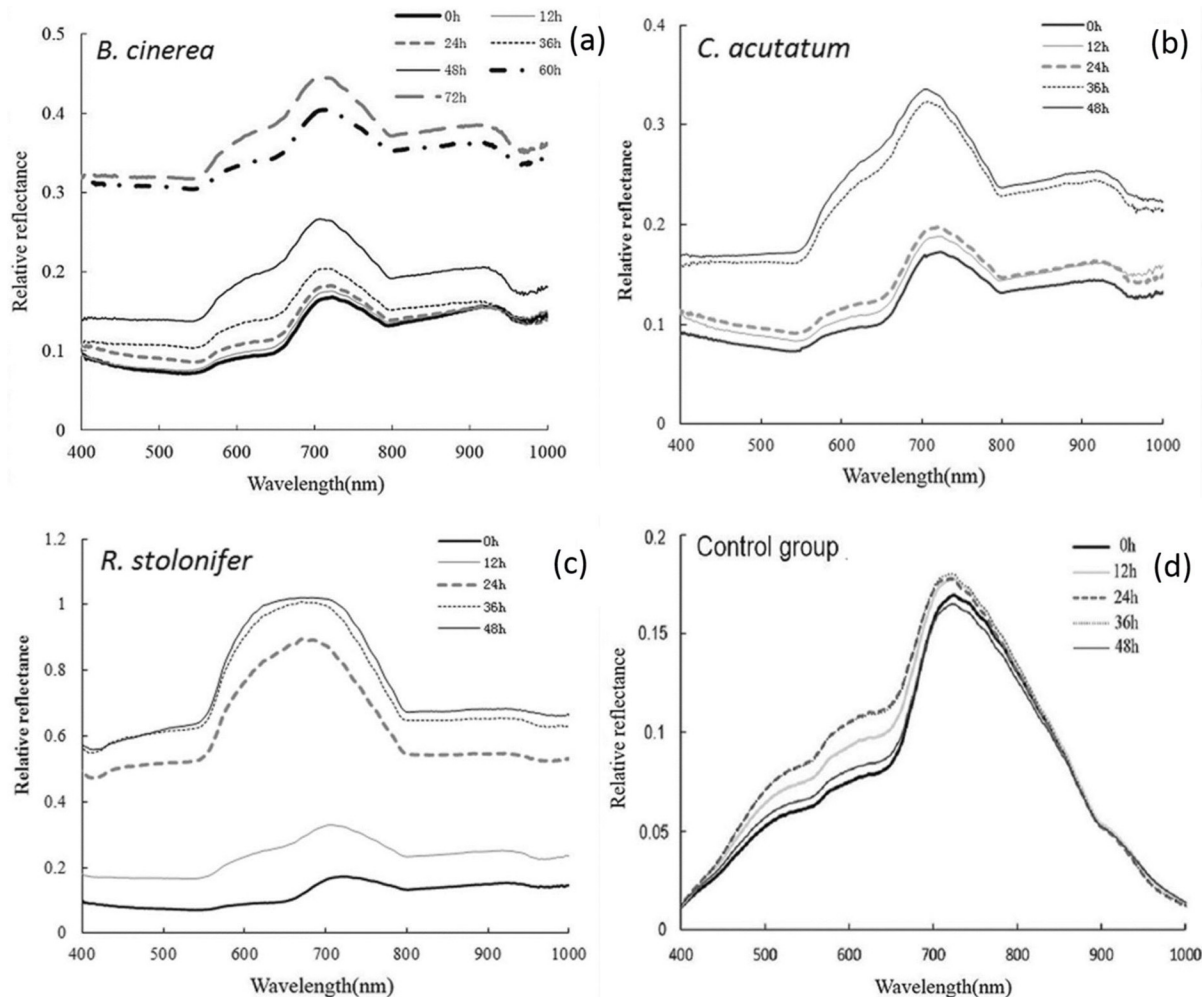 B. cinerea
(a)
0h 12h
24h 36h
48h 60h
72h
0.5
0.4
0.3
0.2
0.1
0
Relative reflectance
400 500 600 700 800 900 1000
Wavelength(nm)
C. acutatum
(b)
0h
12h
24h
36h
48h
0.4
0.3
0.2
0.1
0
Relative reflectance
400 500 600 700 800 900 1000
Wavelength(nm)
R. stolonifer
(c)
0h
12h
24h
36h
48h
1.2
1
0.8
0.6
0.4
0.2
0
Relative reflectance
400 500 600 700 800 900 1000
Wavelength(nm)
Control group
(d)
0h
12h
24h
36h
48h
0.2
0.15
0.1
0.05
0
Relative reflectance
400 500 600 700 800 900 1000
Wavelength(nm)